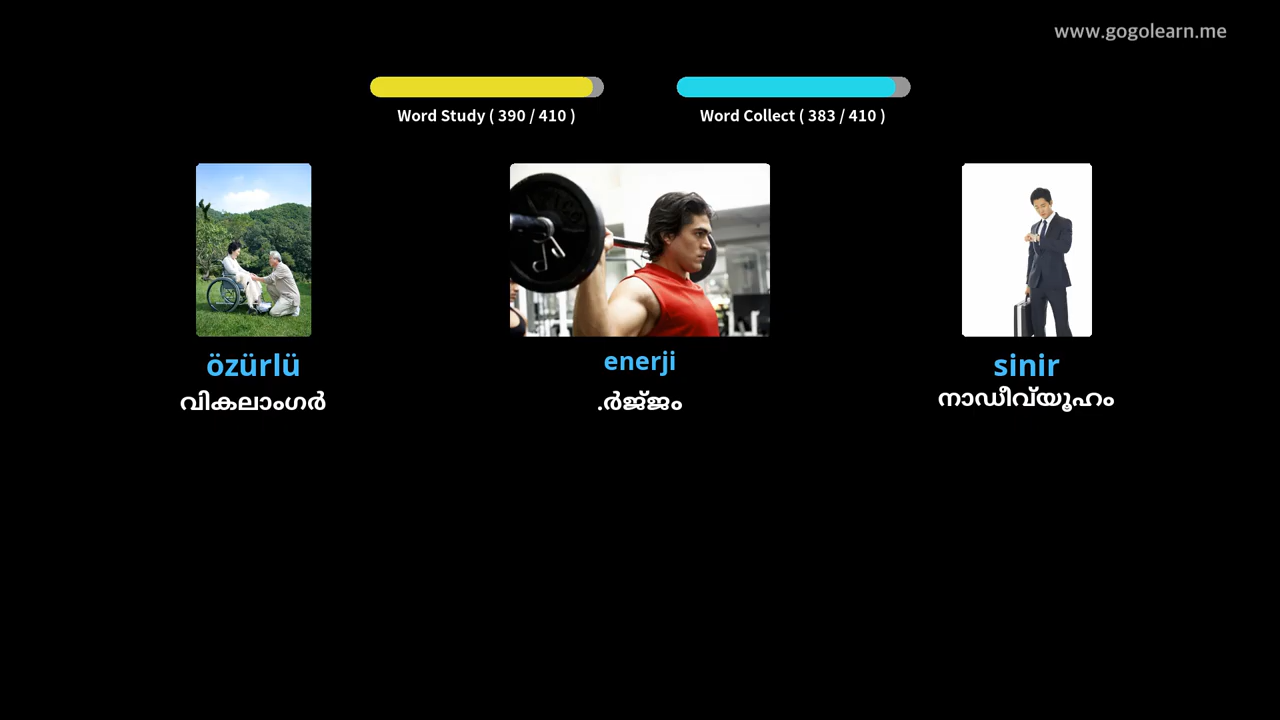 www.gogolearn.me
Word Study ( 390 / 410 )
Word Collect ( 383 / 410 )
özürlü
enerji
sinir
വികലാംഗർ
.ർജ്ജം
നാഡീവ്യൂഹം